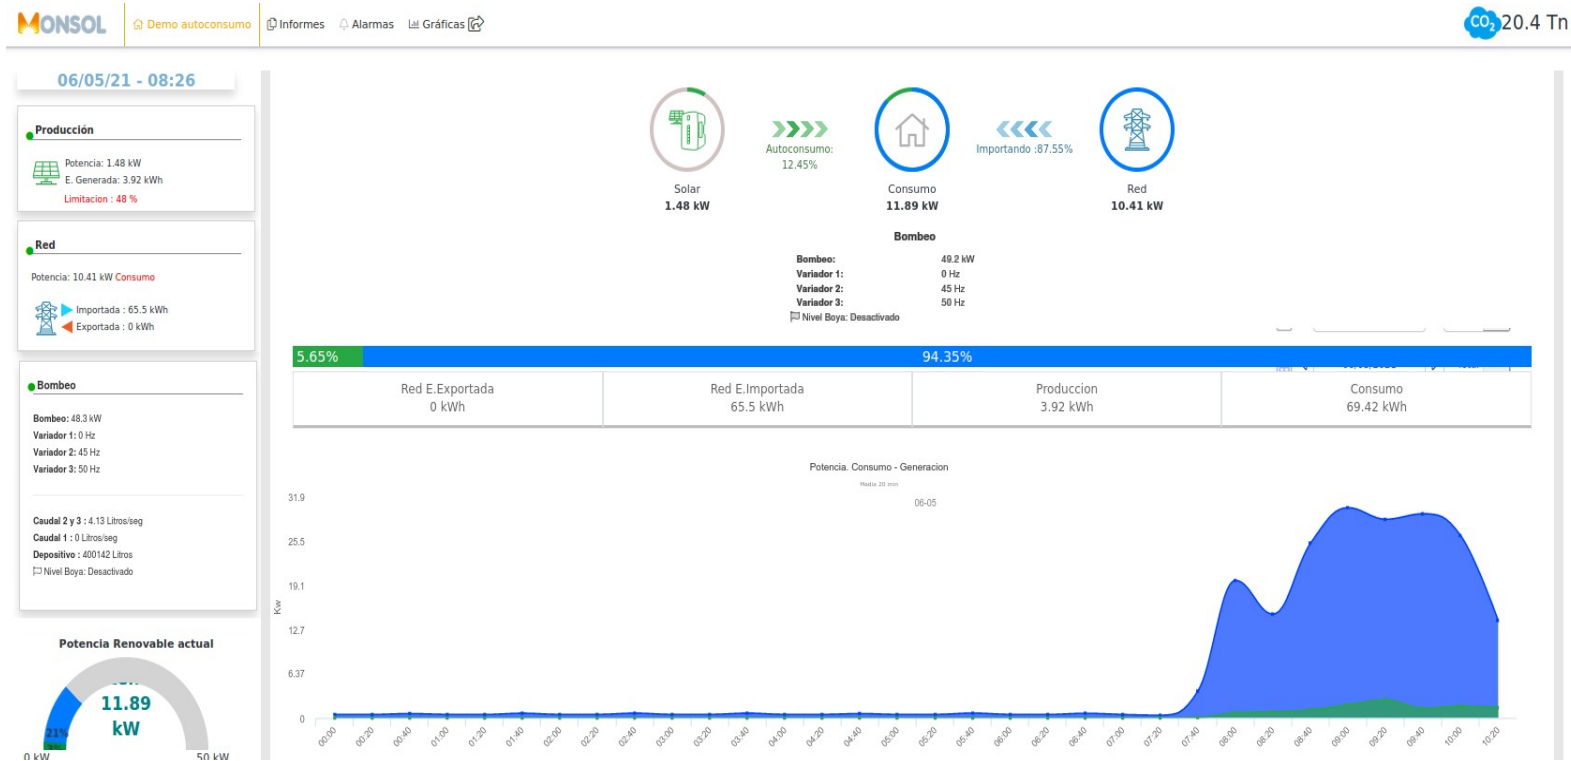 MONSOL
Demo autoconsumo
Informes
Alarmas
Gráficas
CO2 20.4 Tn
06/05/21 - 08:26
Producción
Potencia: 1.48 kW
E. Generada: 3.92 kWh
Limitacion : 48 %
Red
Potencia: 10.41 kW Consumo
Importada : 65.5 kWh
Exportada : 0 kWh
Bombeo
Bombeo: 48.3 kW
Variador 1: 0 Hz
Variador 2: 45 Hz
Variador 3: 50 Hz
Caudal 2 y 3 : 4.13 Litros/seg
Caudal 1 : 0 Litros/seg
Depositivo : 400142 Litros
Nivel Boya: Desactivado
Potencia Renovable actual
11.89
kW
21%
0 kW
50 kW
Autoconsumo:
12.45%
Importando :87.55%
Solar
1.48 kW
Consumo
11.89 kW
Red
10.41 kW
Bombeo
Bombeo: 49.2 kW
Variador 1: 0 Hz
Variador 2: 45 Hz
Variador 3: 50 Hz
Nivel Boya: Desactivado
5.65% 94.35%
Red E.Exportada
0 kWh
Red E.Importada
65.5 kWh
Produccion
3.92 kWh
Consumo
69.42 kWh
Potencia. Consumo - Generacion
Media 20 min
06-05
Kw
31.9
25.5
19.1
12.7
6.37
0
00:00 00:20 00:40 01:00 01:20 01:40 02:00 02:20 02:40 03:00 03:20 03:40 04:00 04:20 04:40 05:00 05:20 05:40 06:00 06:20 06:40 07:00 07:20 07:40 08:00 08:20 08:40 09:00 09:20 09:40 10:00 10:20